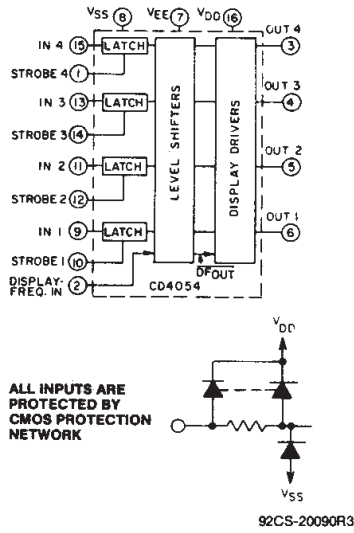 VSS VEE VDD
8 7 16
OUT 4
IN 4 15 LATCH 3
STROBE 4 1
OUT 3
IN 3 13 LATCH 4
STROBE 3 14
LEVEL SHIFTERS
DISPLAY DRIVERS
OUT 2
IN 2 11 LATCH 5
STROBE 2 12
OUT 1
IN 1 9 LATCH 6
STROBE 1 10
DISPLAY-
FREQ. IN 2
DFOUT
CD4054
VDD
ALL INPUTS ARE
PROTECTED BY
CMOS PROTECTION
NETWORK
VSS
92CS-20090R3